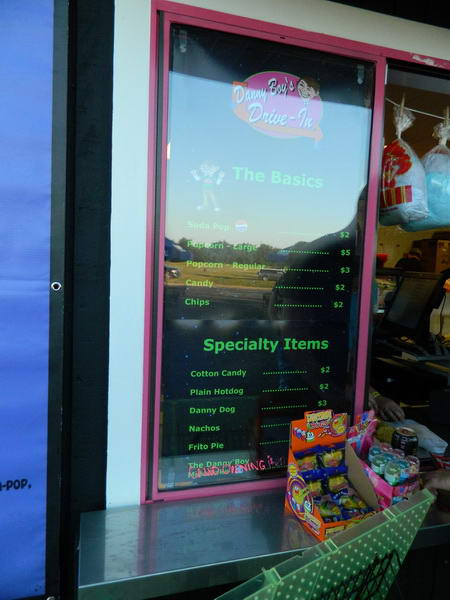 Danny Boy's
Drive-In
The Basics
Soda Pop $2
Popcorn - Large $5
Popcorn - Regular $3
Candy $2
Chips $2
Specialty Items
Cotton Candy $2
Plain Hotdog $2
Danny Dog $3
Nachos
Frito Pie
The Danny Boy
-POP.